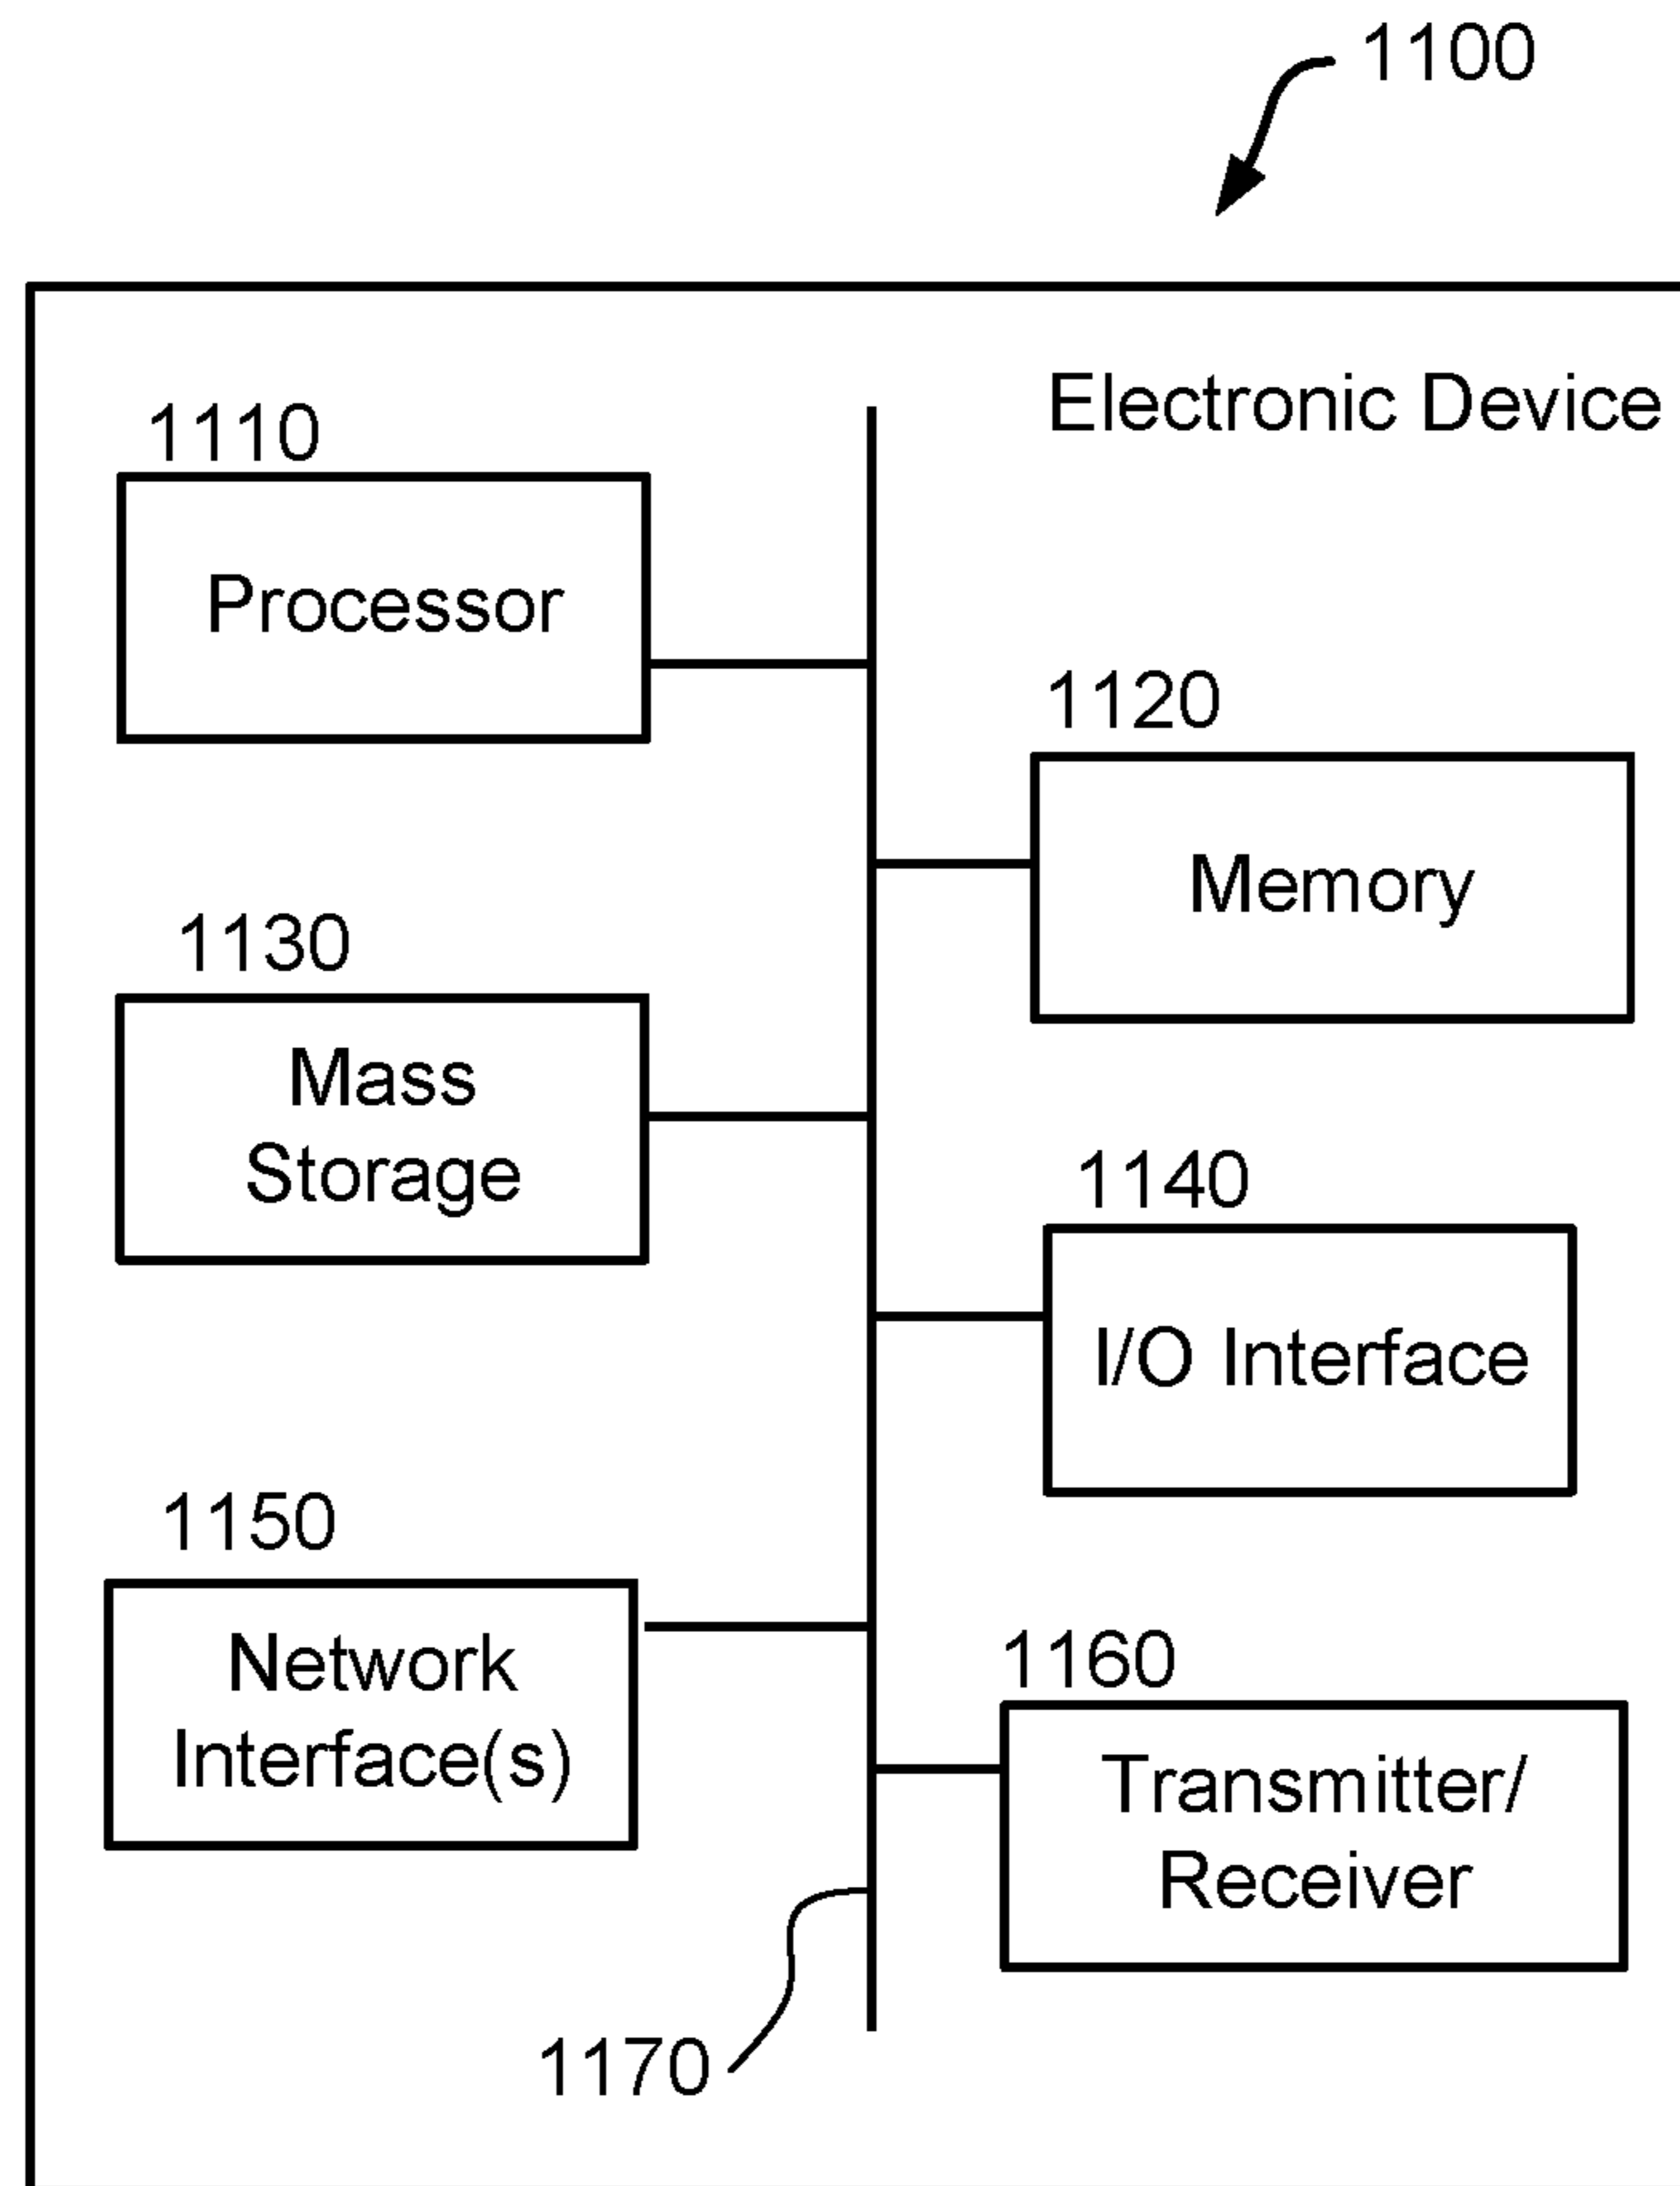 1100
Electronic Device
1110
Processor
1120
Memory
1130
Mass
Storage
1140
I/O Interface
1150
Network
Interface(s)
1160
Transmitter/
Receiver
1170